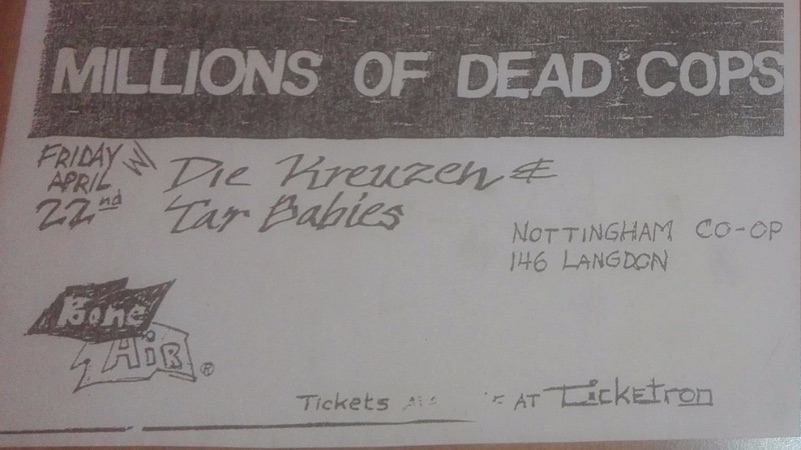 MILLIONS OF DEAD COPS
FRIDAY W/ Die Kreuzen &
APRIL
22nd Tar Babies
NOTTINGHAM CO-OP
146 LANGDON
Bone
AiR ®
Tickets AT Ticketron